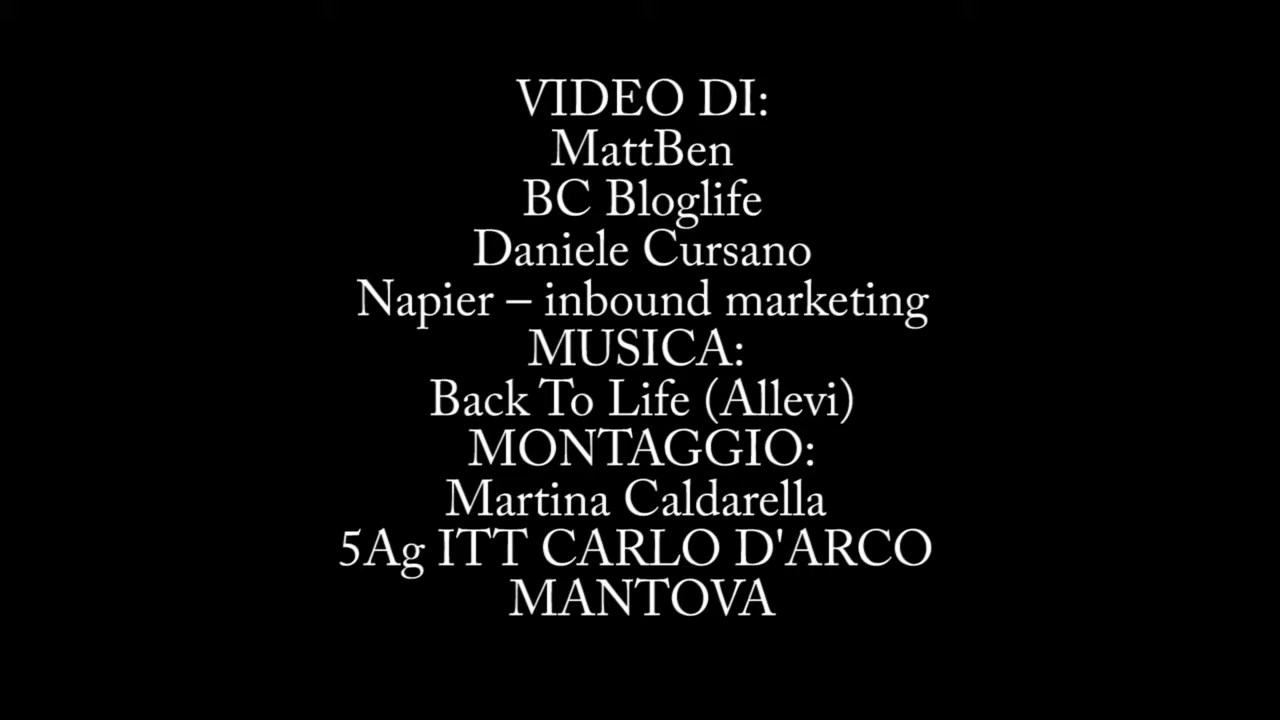 VIDEO DI:
MattBen
BC Bloglife
Daniele Cursano
Napier – inbound marketing
MUSICA:
Back To Life (Allevi)
MONTAGGIO:
Martina Caldarella
5Ag ITT CARLO D'ARCO
MANTOVA